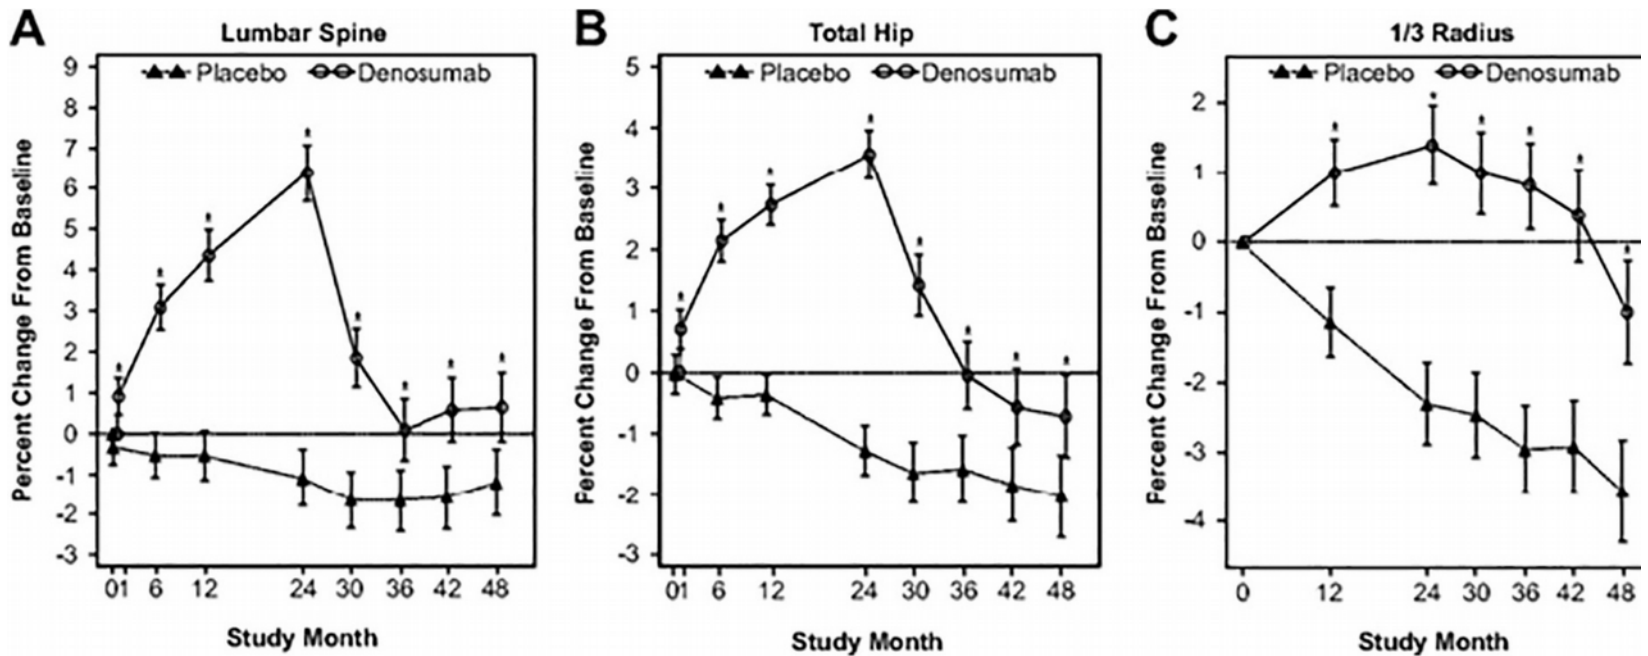 A
Lumbar Spine
Placebo
Denosumab
Percent Change From Baseline
9
8
7
6
5
4
3
2
1
0
-1
-2
-3
01 6 12 24 30 36 42 48
Study Month
B
Total Hip
Placebo
Denosumab
Percent Change From Baseline
5
4
3
2
1
0
-1
-2
-3
01 6 12 24 30 36 42 48
Study Month
C
1/3 Radius
Placebo
Denosumab
Percent Change From Baseline
2
1
0
-1
-2
-3
-4
0 12 24 30 36 42 48
Study Month